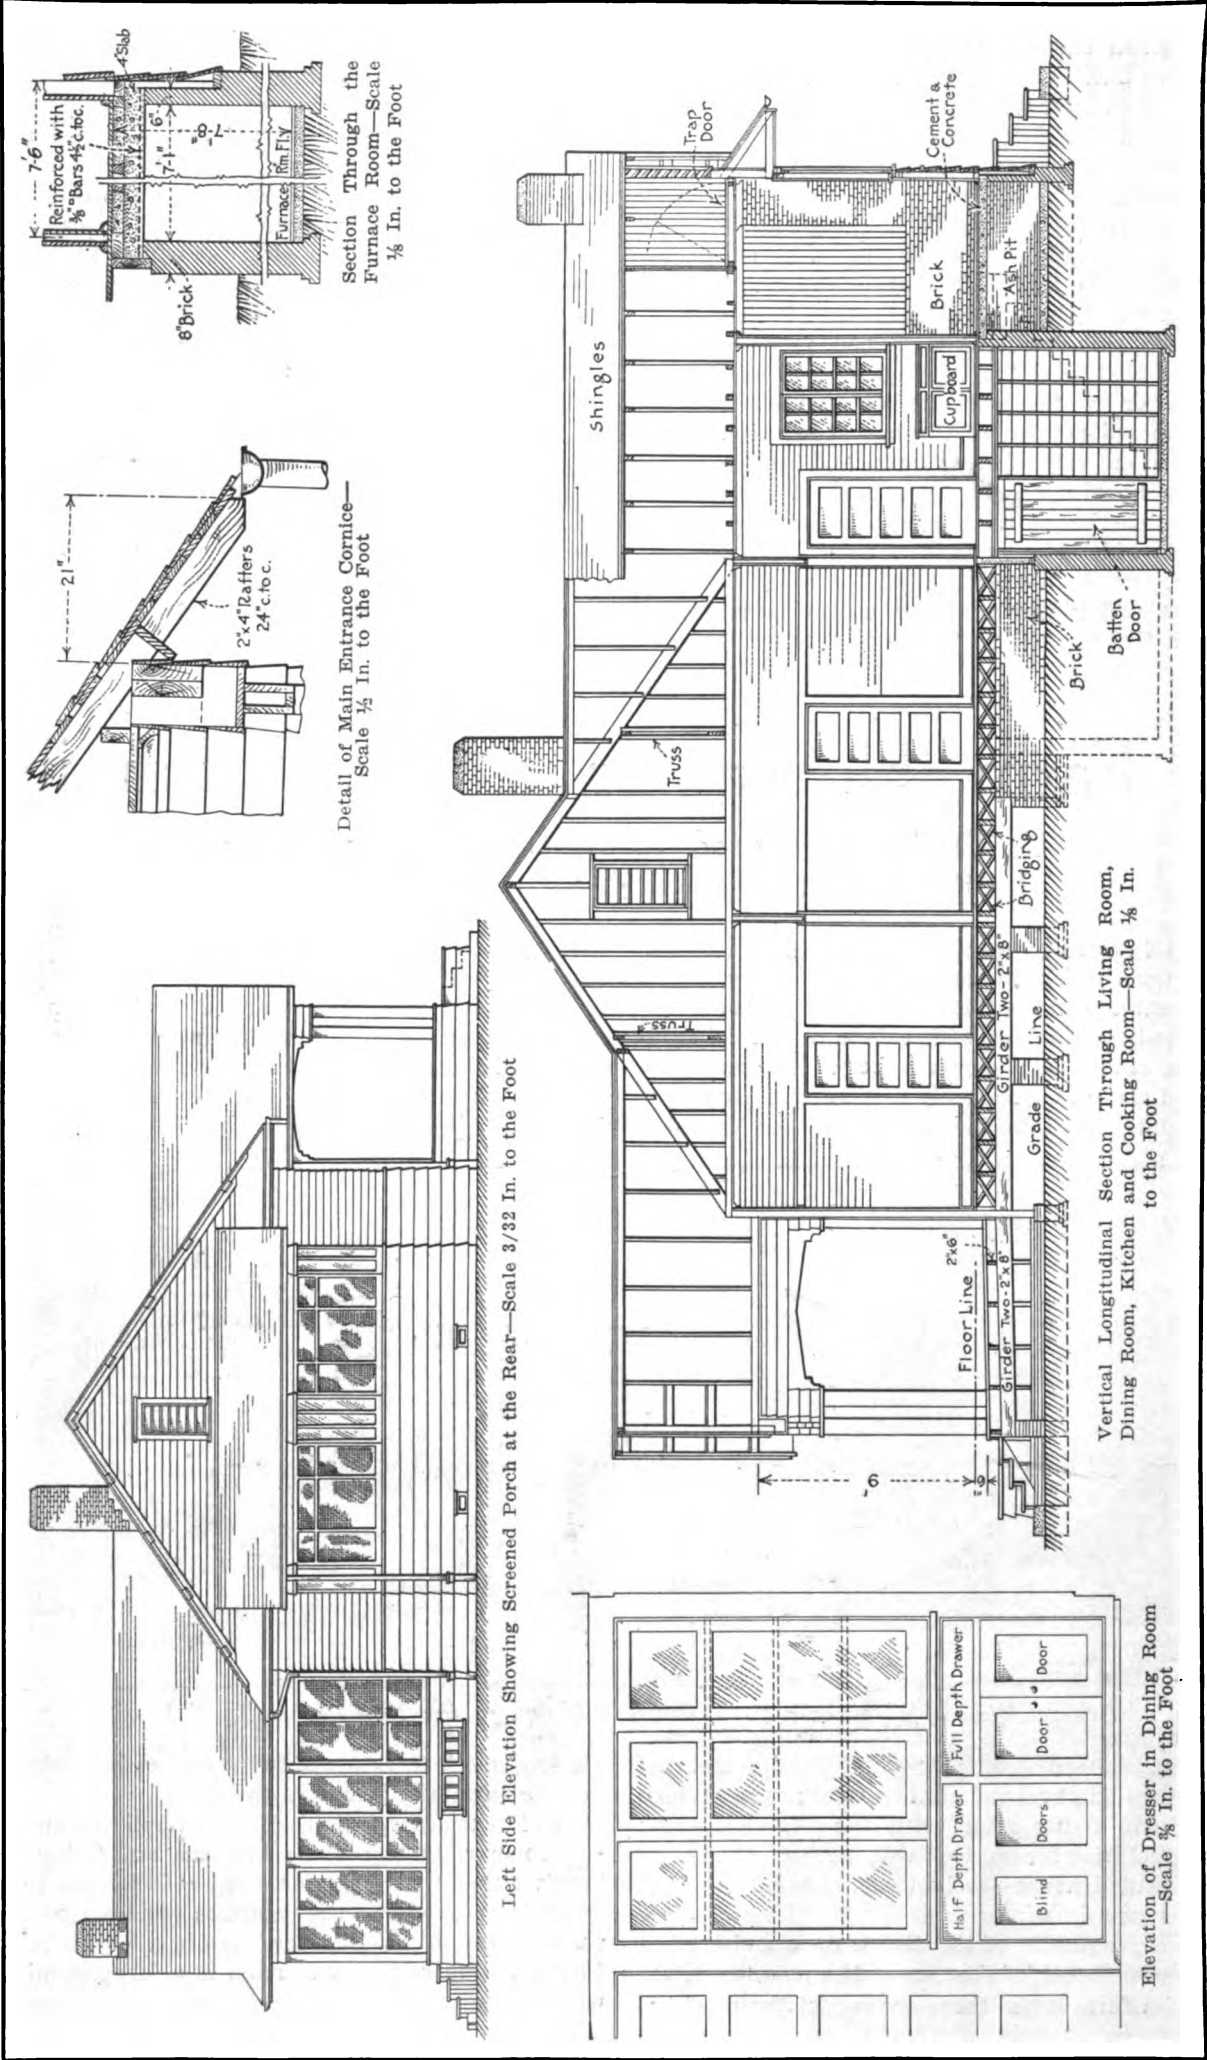 Left Side Elevation Showing Screened Porch at the Rear—Scale 3/32 In. to the Foot
21"
2"x4" Rafters
24" c. to c.
Detail of Main Entrance Cornice—
Scale ½ In. to the Foot
7'-6"
Reinforced with
⅜" Bars 4½" c. to c.
4" Slab
6"
7'-1"
7'-8"
Furnace Rm. Fl.
8" Brick
Section Through the
Furnace Room—Scale
⅛ In. to the Foot
Half Depth Drawer
Full Depth Drawer
Blind
Doors
Door
Door
Elevation of Dresser in Dining Room
—Scale ⅜ In. to the Foot
Shingles
Trap
Door
Truss
Truss
Cement &
Concrete
Brick
Ash Pit
Cupboard
9'
6"
Floor Line
2"x6"
Girder Two-2"x8"
Girder Two-2"x8"
Bridging
Grade
Line
Brick
Batten
Door
Vertical Longitudinal Section Through Living Room,
Dining Room, Kitchen and Cooking Room—Scale ⅛ In.
to the Foot